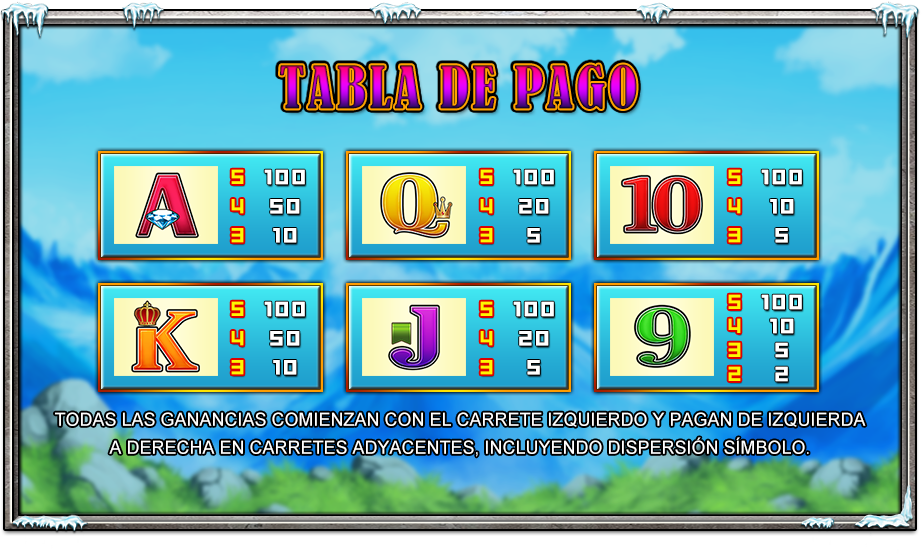 TABLA DE PAGO
A 5 100
4 50
3 10
Q 5 100
4 20
3 5
10 5 100
4 10
3 5
K 5 100
4 50
3 10
J 5 100
4 20
3 5
9 5 100
4 10
3 5
2 2
TODAS LAS GANANCIAS COMIENZAN CON EL CARRETE IZQUIERDO Y PAGAN DE IZQUIERDA
A DERECHA EN CARRETES ADYACENTES, INCLUYENDO DISPERSIÓN SÍMBOLO.